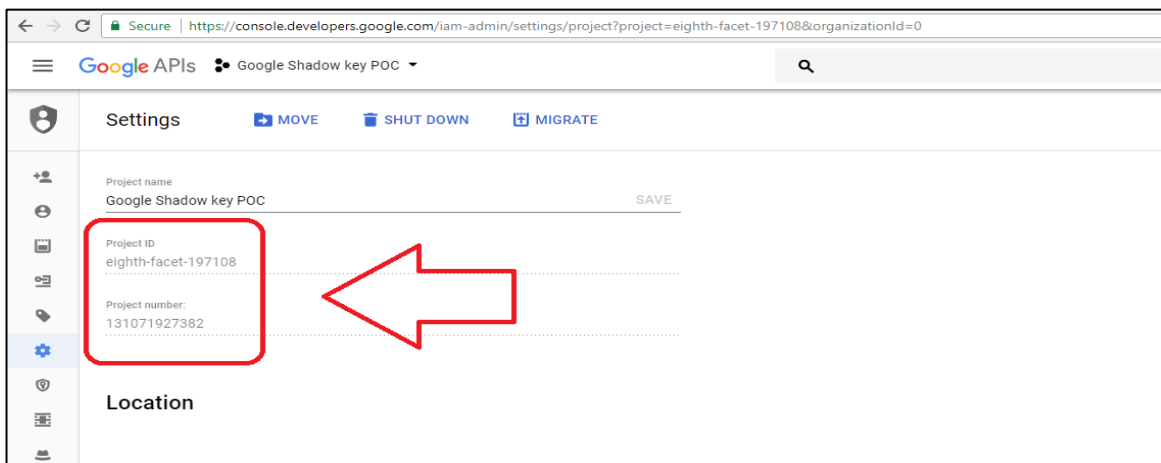 Secure | https://console.developers.google.com/iam-admin/settings/project?project=eighth-facet-197108&organizationId=0
Google APIs Google Shadow key POC
Settings MOVE SHUT DOWN MIGRATE
Project name
Google Shadow key POC SAVE
Project ID
eighth-facet-197108
Project number:
131071927382
Location